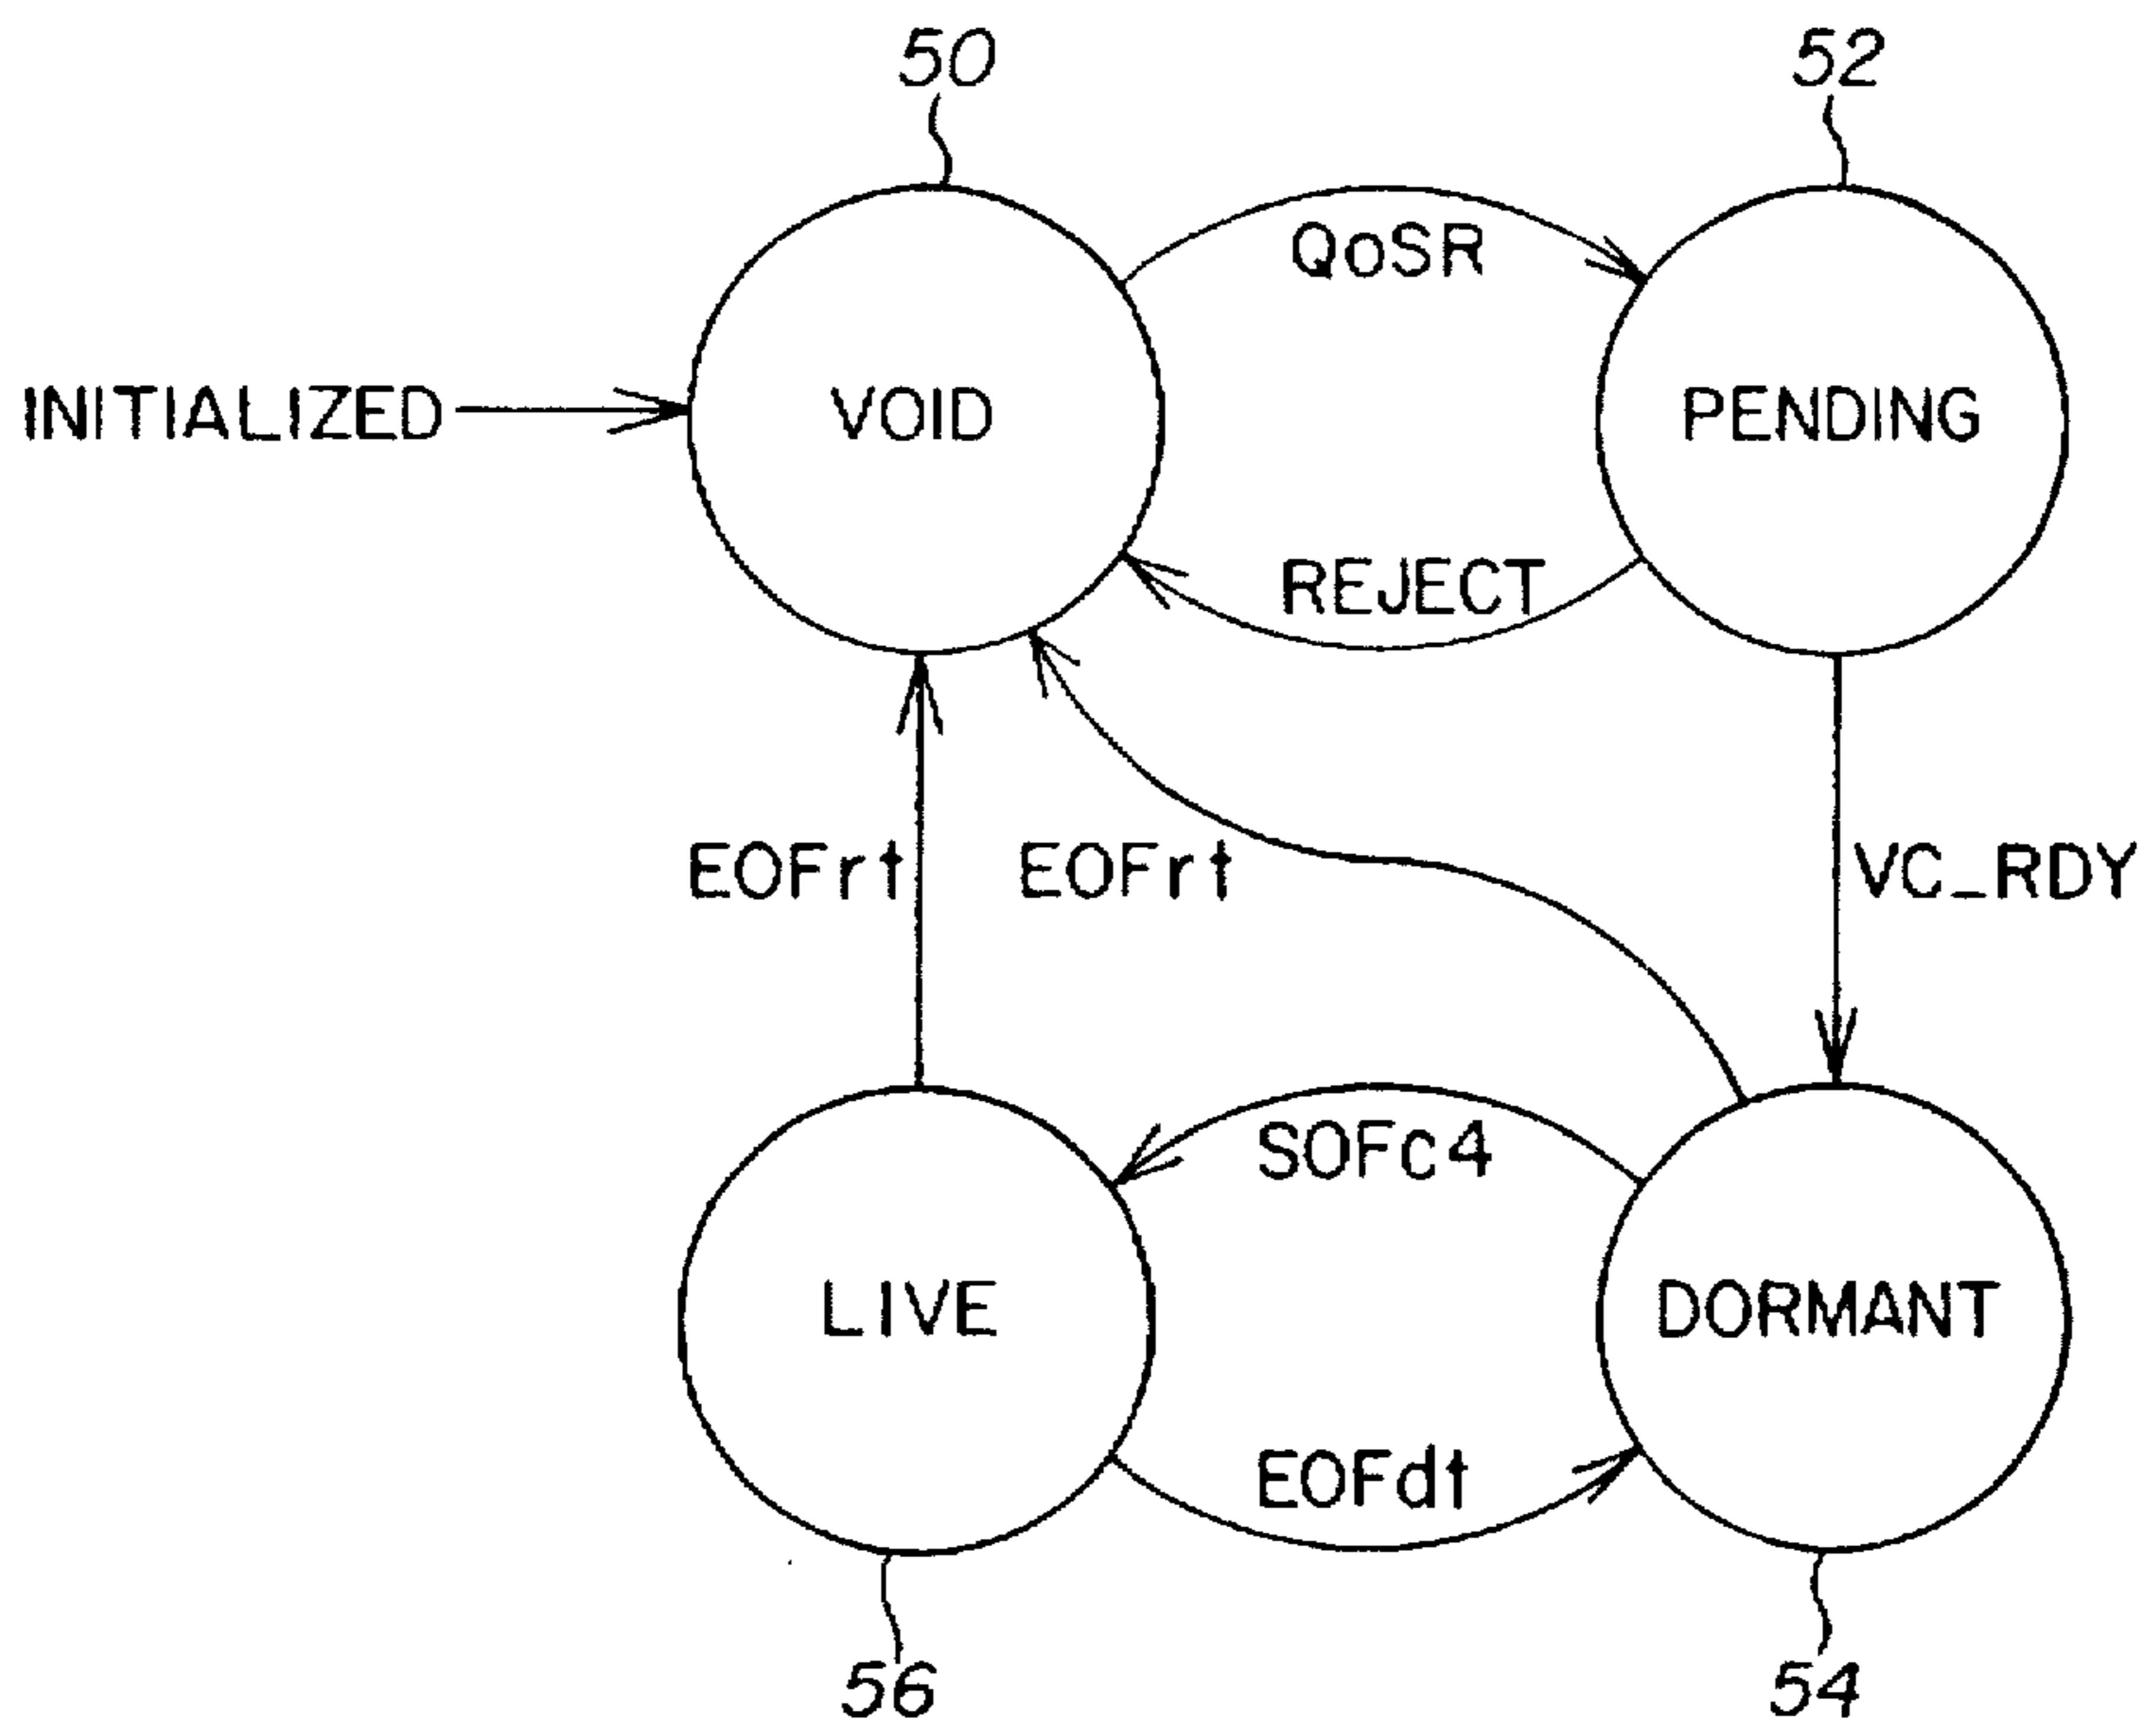 50
52
QoSR
INITIALIZED
VOID
PENDING
REJECT
EOFrt
EOFrt
VC_RDY
SOFc4
LIVE
DORMANT
EOFdt
56
54